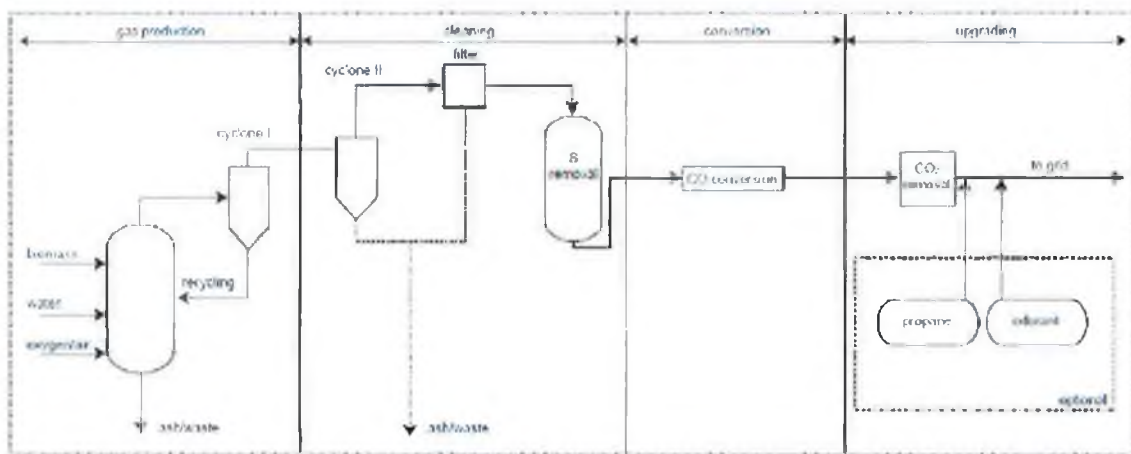 gas production
cleaning
conversion
upgrading
filter
cyclone II
cyclone I
S
removal
CO conversion
CO₂
removal
to grid
biomass
recycling
water
oxygen/air
propane
odorant
optional
ash/waste
ash/waste